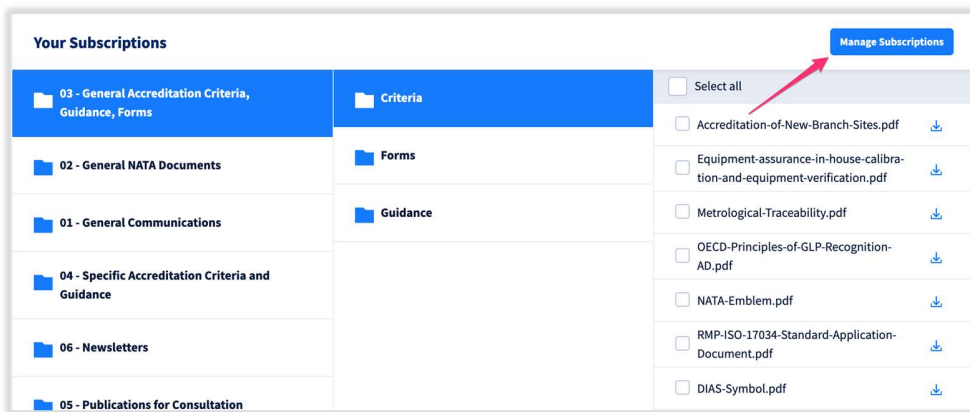 Your Subscriptions
Manage Subscriptions
03 - General Accreditation Criteria,
Guidance, Forms
02 - General NATA Documents
01 - General Communications
04 - Specific Accreditation Criteria and
Guidance
06 - Newsletters
05 - Publications for Consultation
Criteria
Forms
Guidance
Select all
Accreditation-of-New-Branch-Sites.pdf
Equipment-assurance-in-house-calibra-
tion-and-equipment-verification.pdf
Metrological-Traceability.pdf
OECD-Principles-of-GLP-Recognition-
AD.pdf
NATA-Emblem.pdf
RMP-ISO-17034-Standard-Application-
Document.pdf
DIAS-Symbol.pdf